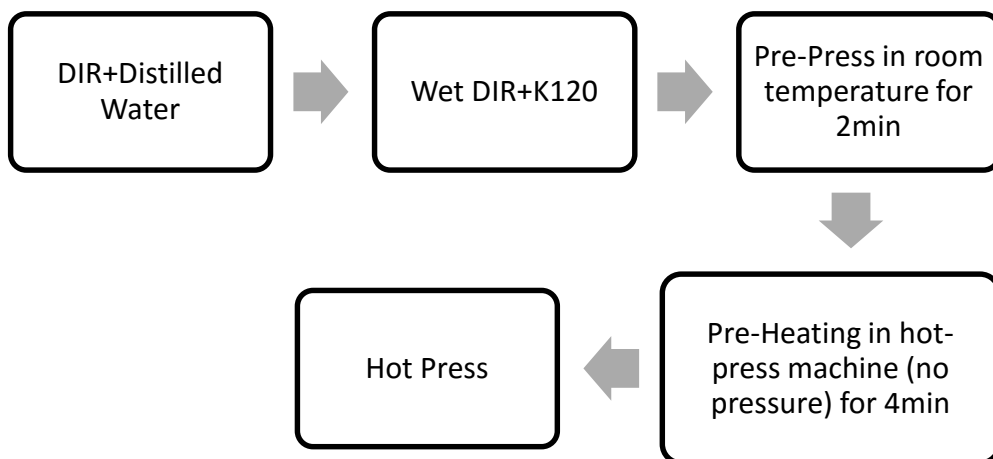 DIR+Distilled
Water
Wet DIR+K120
Pre-Press in room
temperature for
2min
Pre-Heating in hot-
press machine (no
pressure) for 4min
Hot Press